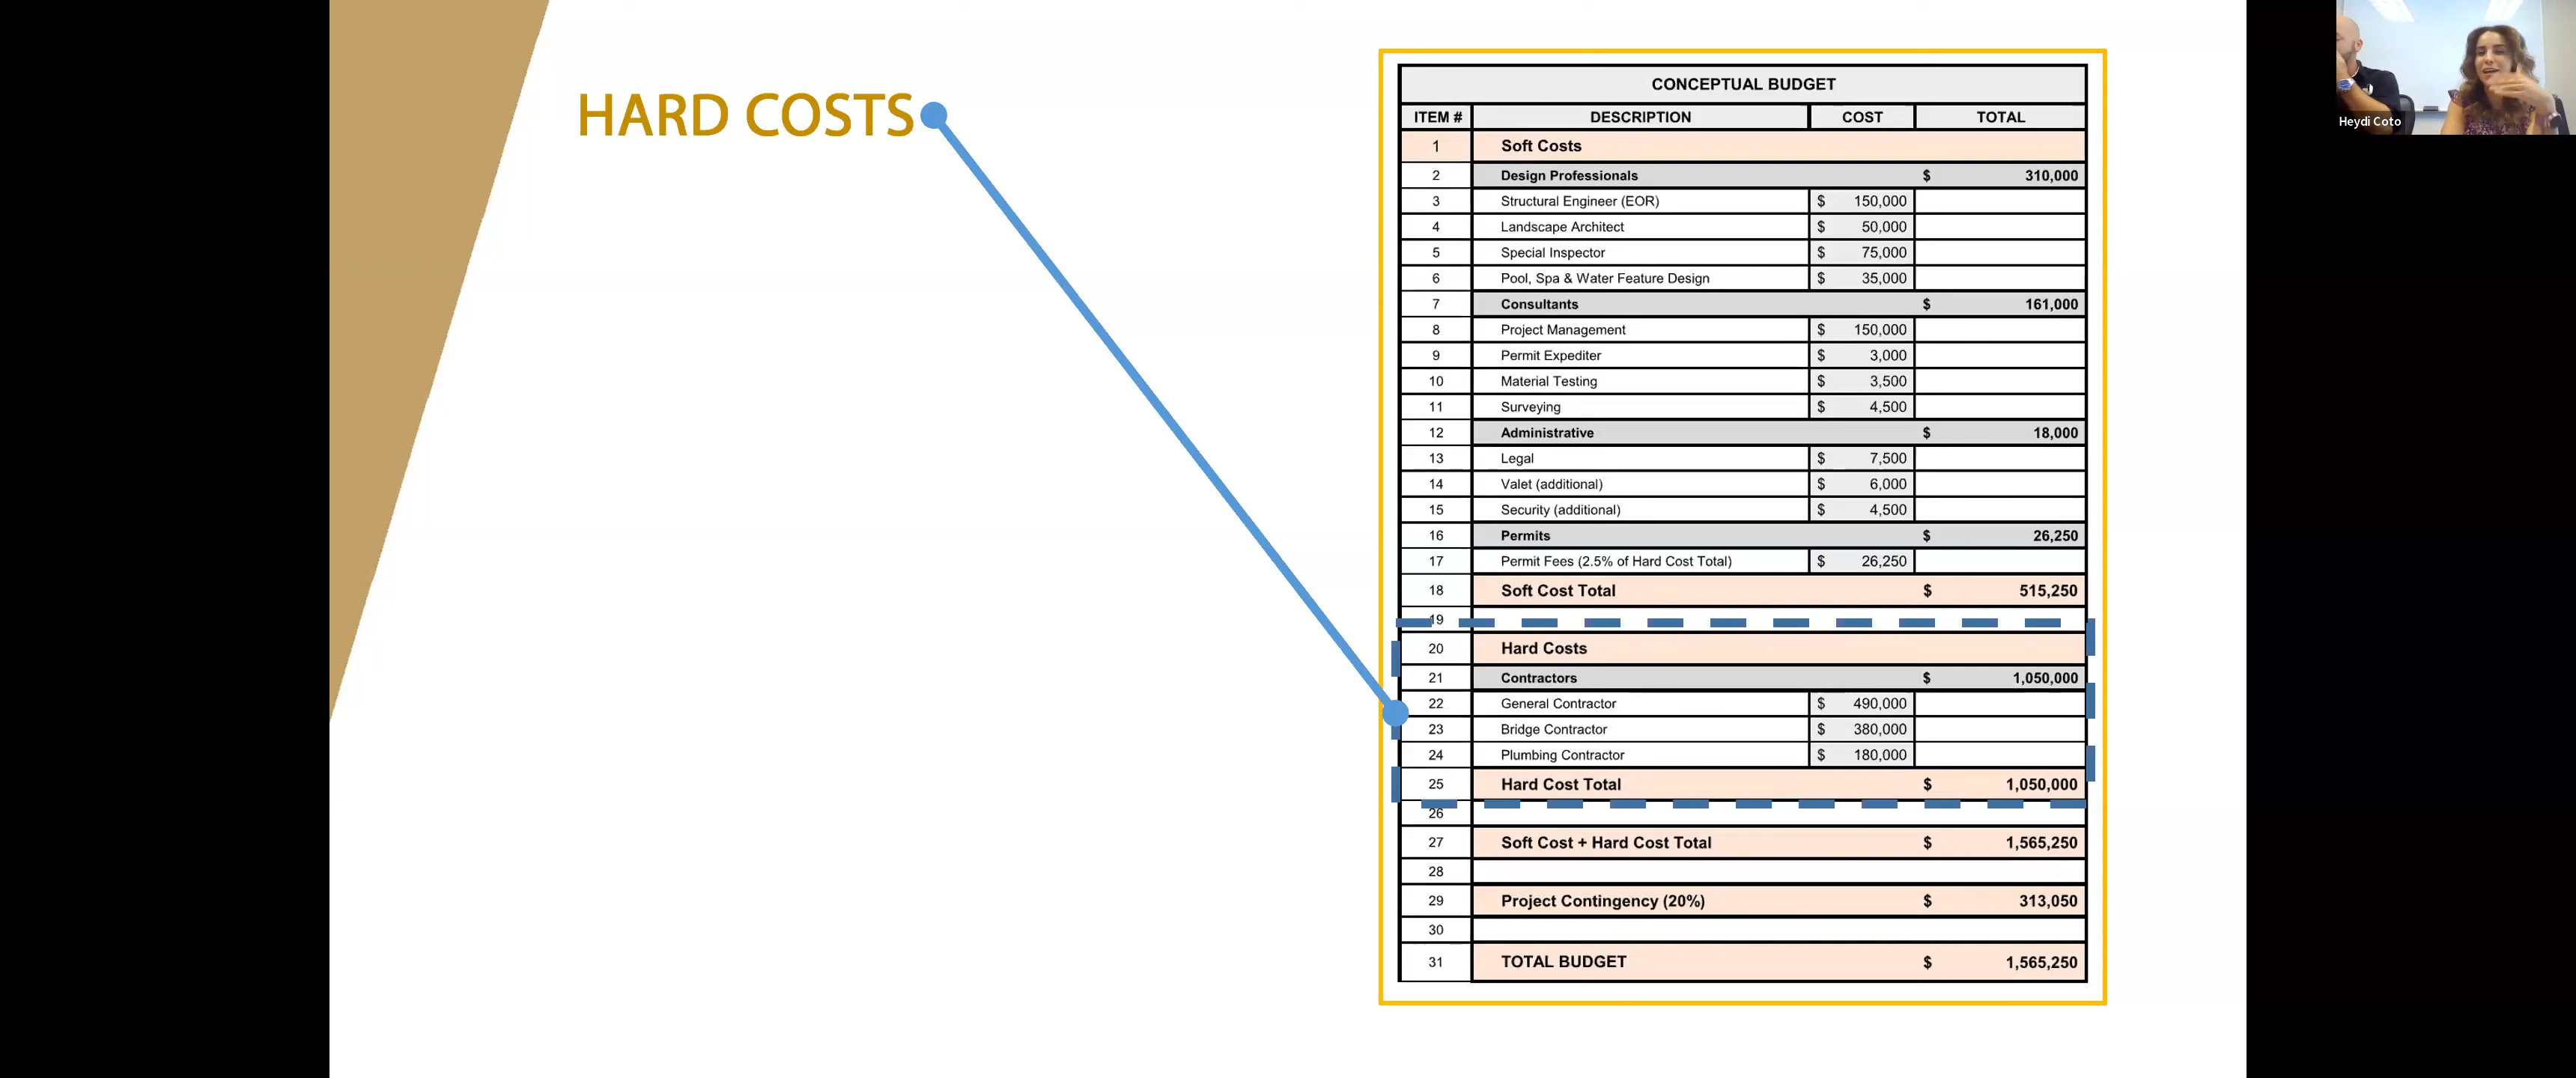 HARD COSTS
CONCEPTUAL BUDGET
ITEM # DESCRIPTION COST TOTAL
1 Soft Costs
2 Design Professionals $ 310,000
3 Structural Engineer (EOR) $ 150,000
4 Landscape Architect $ 50,000
5 Special Inspector $ 75,000
6 Pool, Spa & Water Feature Design $ 35,000
7 Consultants $ 161,000
8 Project Management $ 150,000
9 Permit Expediter $ 3,000
10 Material Testing $ 3,500
11 Surveying $ 4,500
12 Administrative $ 18,000
13 Legal $ 7,500
14 Valet (additional) $ 6,000
15 Security (additional) $ 4,500
16 Permits $ 26,250
17 Permit Fees (2.5% of Hard Cost Total) $ 26,250
18 Soft Cost Total $ 515,250
19
20 Hard Costs
21 Contractors $ 1,050,000
22 General Contractor $ 490,000
23 Bridge Contractor $ 380,000
24 Plumbing Contractor $ 180,000
25 Hard Cost Total $ 1,050,000
26
27 Soft Cost + Hard Cost Total $ 1,565,250
28
29 Project Contingency (20%) $ 313,050
30
31 TOTAL BUDGET $ 1,565,250
Heydi Coto